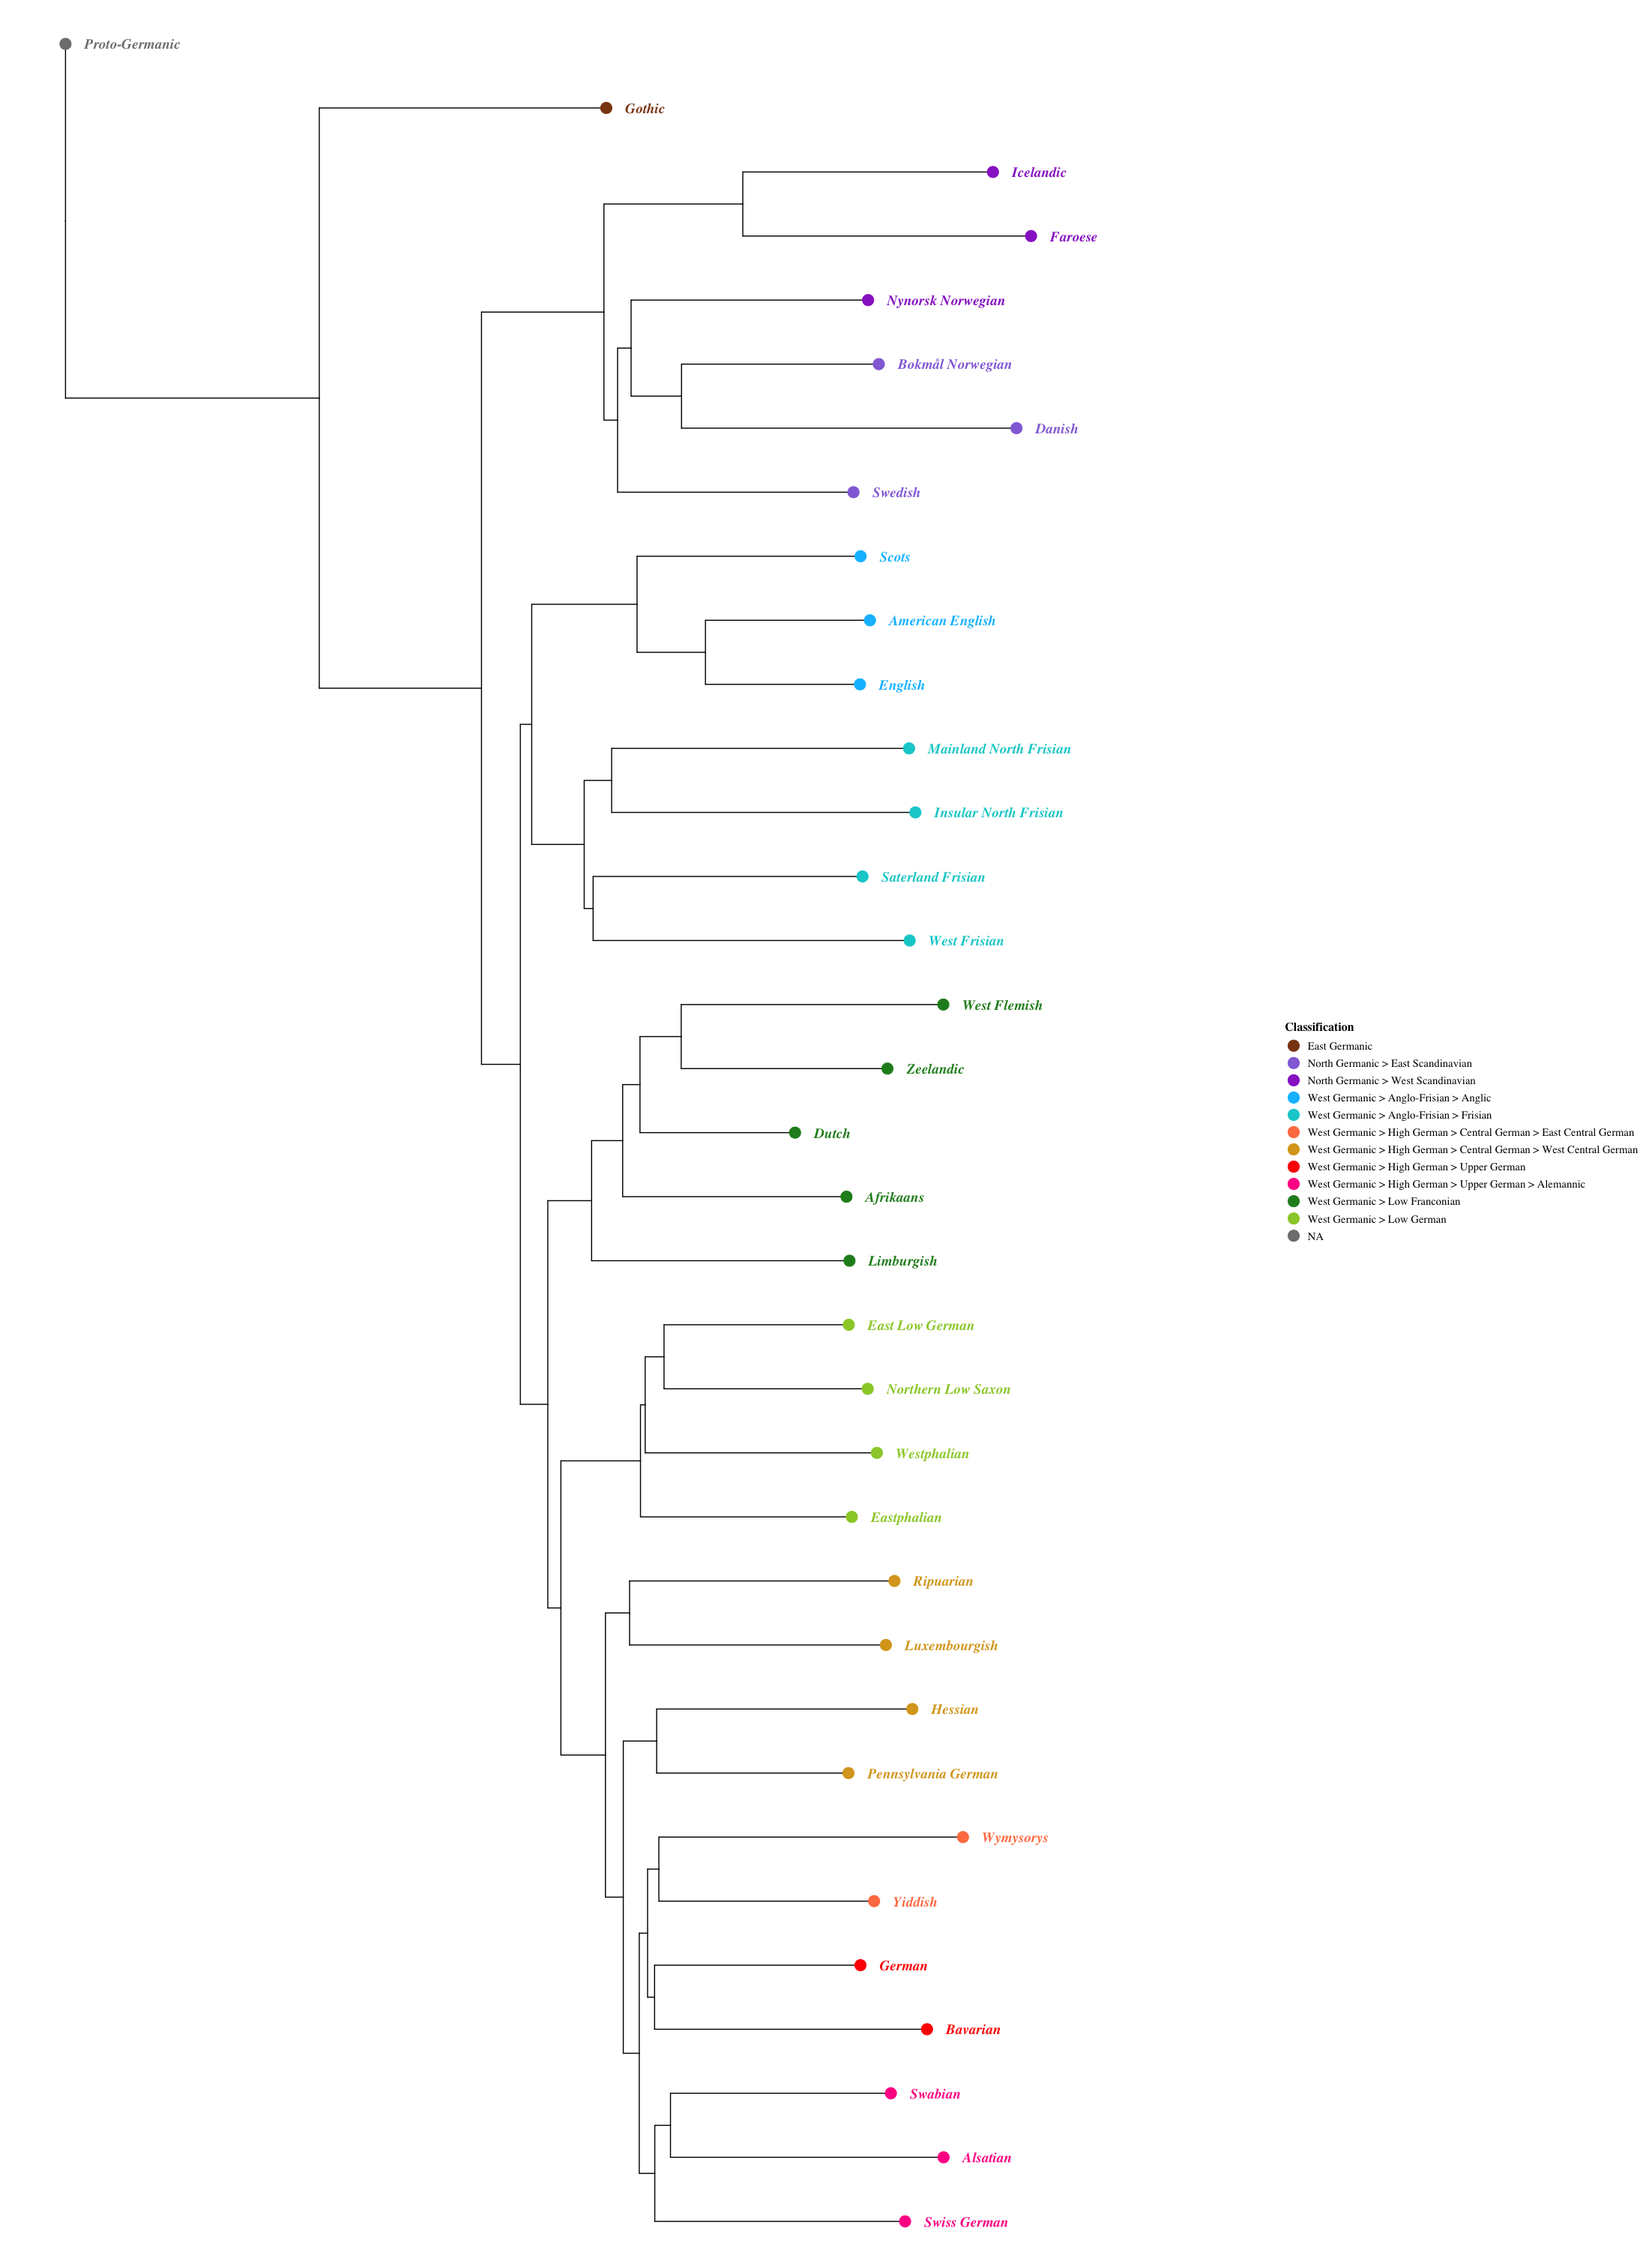 Proto-Germanic
Gothic
Icelandic
Faroese
Nynorsk Norwegian
Bokmål Norwegian
Danish
Swedish
Scots
American English
English
Mainland North Frisian
Insular North Frisian
Saterland Frisian
West Frisian
West Flemish
Zeelandic
Dutch
Afrikaans
Limburgish
East Low German
Northern Low Saxon
Westphalian
Eastphalian
Ripuarian
Luxembourgish
Hessian
Pennsylvania German
Wymysorys
Yiddish
German
Bavarian
Swabian
Alsatian
Swiss German
Classification
East Germanic
North Germanic > East Scandinavian
North Germanic > West Scandinavian
West Germanic > Anglo-Frisian > Anglic
West Germanic > Anglo-Frisian > Frisian
West Germanic > High German > Central German > East Central German
West Germanic > High German > Central German > West Central German
West Germanic > High German > Upper German
West Germanic > High German > Upper German > Alemannic
West Germanic > Low Franconian
West Germanic > Low German
NA